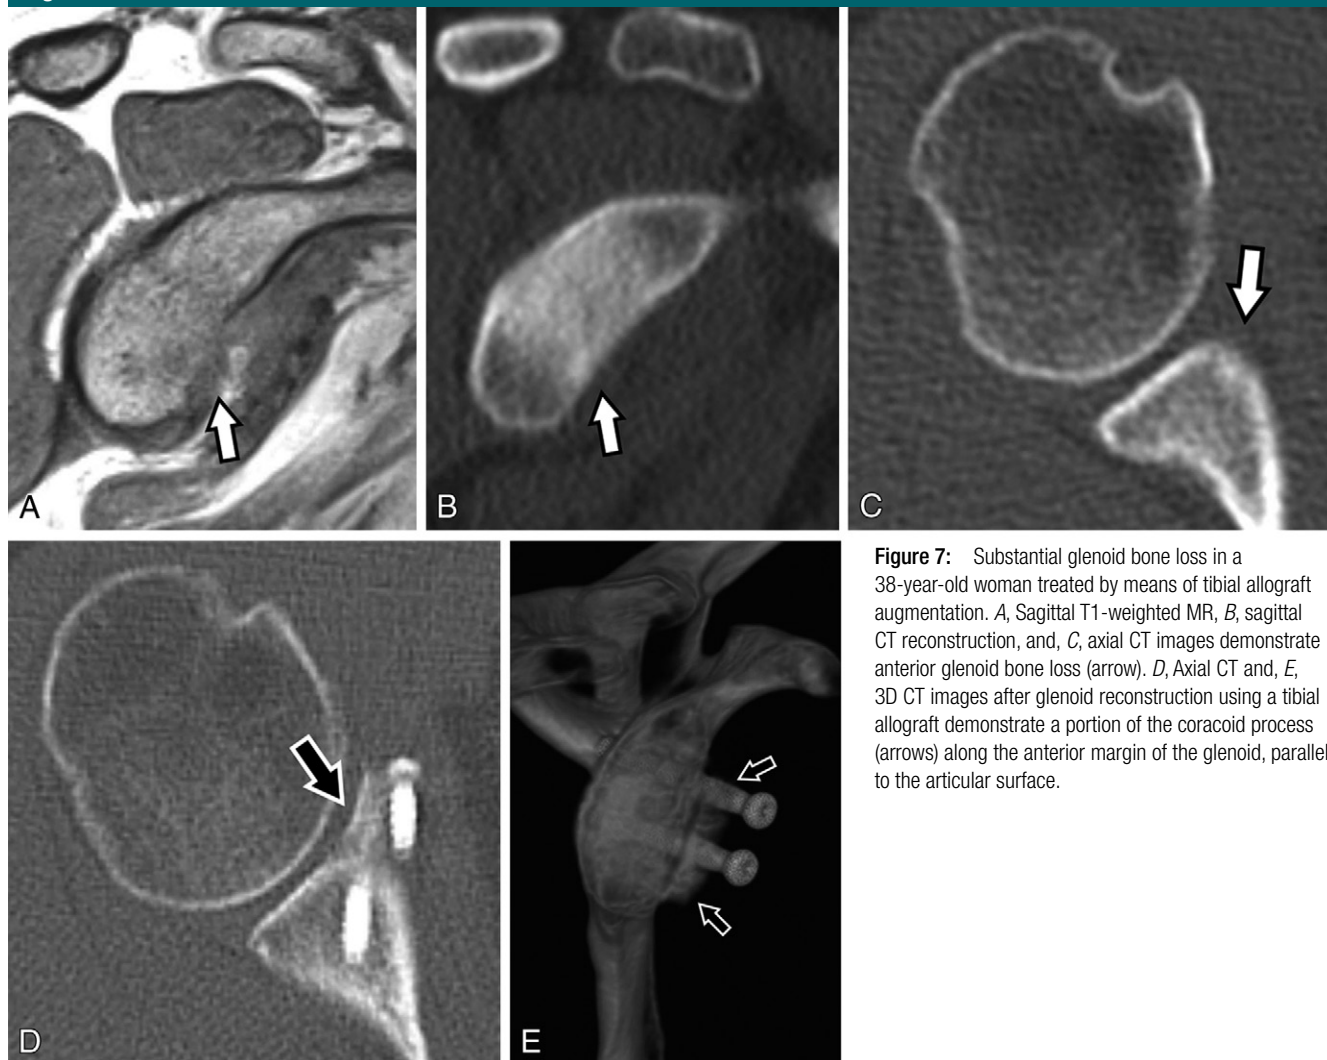 A
B
C
D
E
Figure 7: Substantial glenoid bone loss in a
38-year-old woman treated by means of tibial allograft
augmentation. A, Sagittal T1-weighted MR, B, sagittal
CT reconstruction, and, C, axial CT images demonstrate
anterior glenoid bone loss (arrow). D, Axial CT and, E,
3D CT images after glenoid reconstruction using a tibial
allograft demonstrate a portion of the coracoid process
(arrows) along the anterior margin of the glenoid, parallel
to the articular surface.